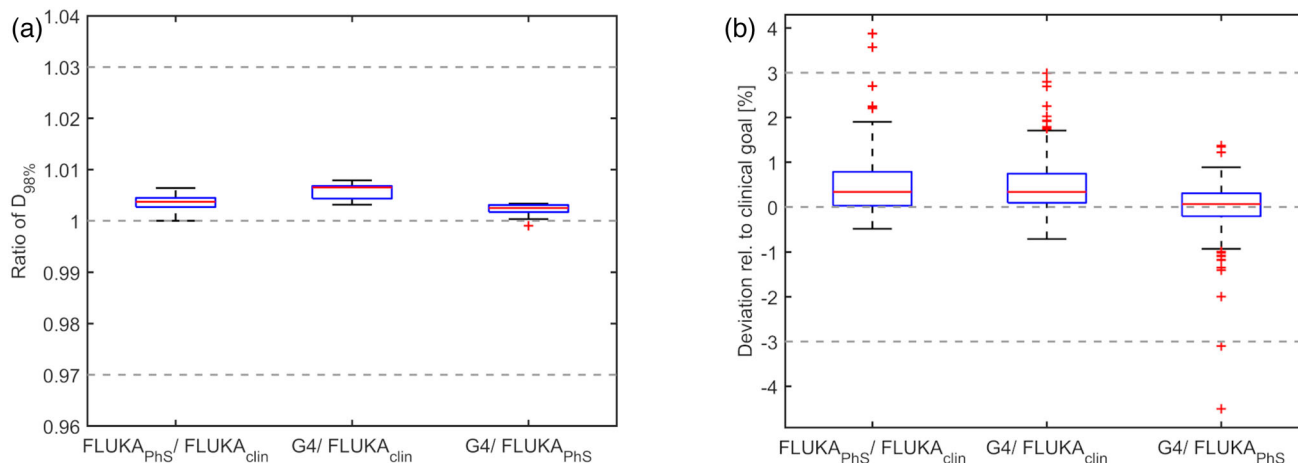 (a)
Ratio of D98%
1.04
1.03
1.02
1.01
1
0.99
0.98
0.97
0.96
FLUKAPhS/ FLUKAclin
G4/ FLUKAclin
G4/ FLUKAPhS
(b)
Deviation rel. to clinical goal [%]
4
3
2
1
0
-1
-2
-3
-4
FLUKAPhS/ FLUKAclin
G4/ FLUKAclin
G4/ FLUKAPhS